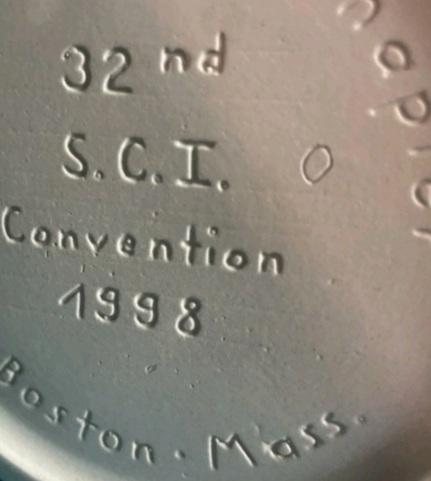 32nd
S.C.I.
Convention
1998
Boston · Mass.